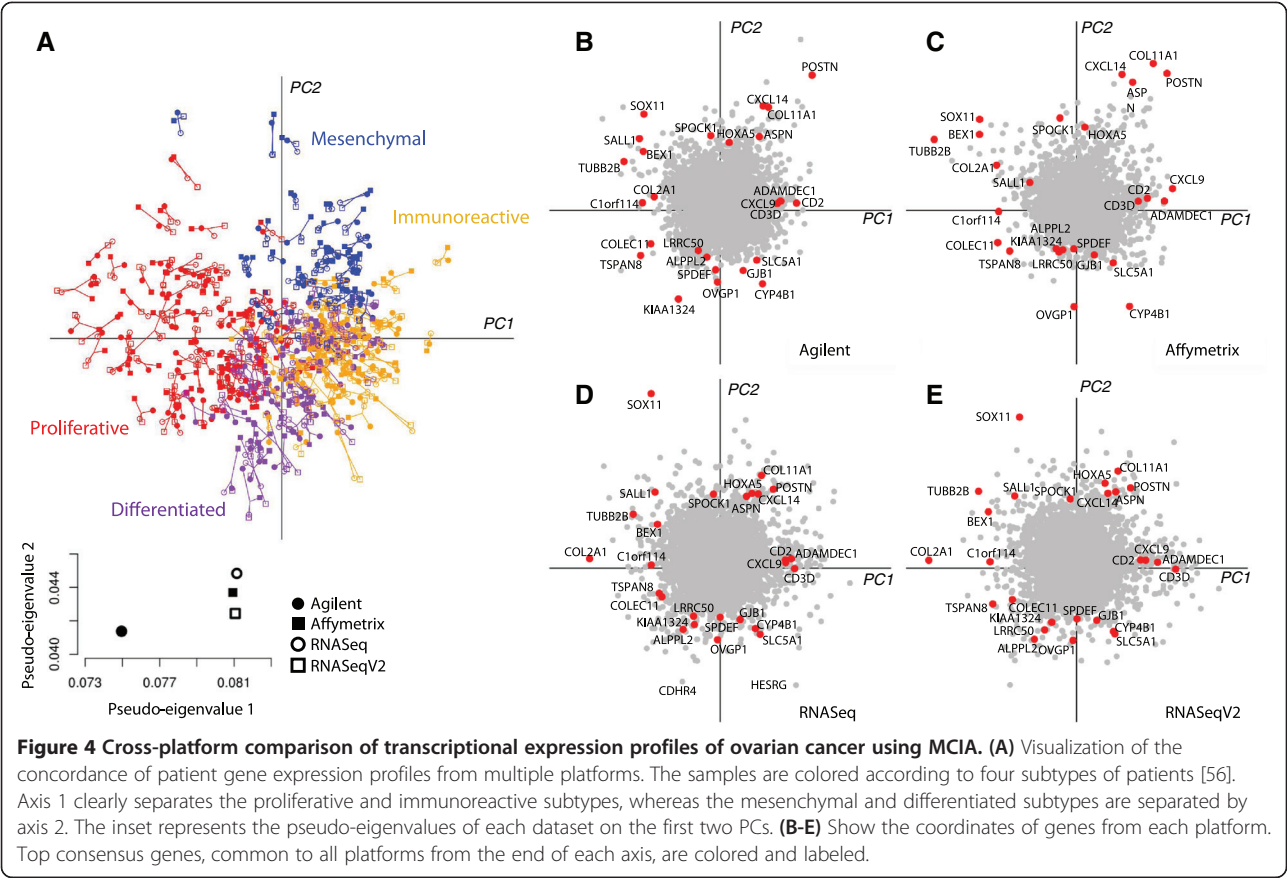 A
PC2
Mesenchymal
Immunoreactive
PC1
Proliferative
Differentiated
Pseudo-eigenvalue 2
0.044
0.040
0.073
0.077
0.081
Pseudo-eigenvalue 1
Agilent
Affymetrix
RNASeq
RNASeqV2
B
PC2
POSTN
SOX11
CXCL14
COL11A1
SPOCK1
HOXA5
ASPN
SALL1
BEX1
TUBB2B
COL2A1
ADAMDEC1
C1orf114
CXCL9
CD2
CD3D
PC1
COLEC11
LRRC50
TSPAN8
ALPPL2
SLC5A1
SPDEF
GJB1
OVGP1
CYP4B1
KIAA1324
Agilent
C
PC2
COL11A1
CXCL14
POSTN
ASP
N
SOX11
SPOCK1
BEX1
HOXA5
TUBB2B
COL2A1
SALL1
CXCL9
CD2
CD3D
ADAMDEC1
C1orf114
PC1
ALPPL2
COLEC11
KIAA1324
SPDEF
TSPAN8
LRRC50
GJB1
SLC5A1
OVGP1
CYP4B1
Affymetrix
D
PC2
SOX11
COL11A1
HOXA5
POSTN
SALL1
SPOCK1
CXCL14
ASPN
TUBB2B
BEX1
COL2A1
C1orf114
CD2
ADAMDEC1
CXCL9
CD3D
PC1
TSPAN8
COLEC11
LRRC50
GJB1
KIAA1324
SPDEF
CYP4B1
ALPPL2
SLC5A1
OVGP1
CDHR4
HESRG
RNASeq
E
PC2
SOX11
COL11A1
HOXA5
TUBB2B
SALL1
SPOCK1
POSTN
CXCL14
ASPN
BEX1
COL2A1
C1orf114
CXCL9
CD2
ADAMDEC1
CD3D
PC1
TSPAN8
COLEC11
SPDEF
KIAA1324
GJB1
LRRC50
CYP4B1
ALPPL2
OVGP1
SLC5A1
RNASeqV2
Figure 4 Cross-platform comparison of transcriptional expression profiles of ovarian cancer using MCIA. (A) Visualization of the
concordance of patient gene expression profiles from multiple platforms. The samples are colored according to four subtypes of patients [56].
Axis 1 clearly separates the proliferative and immunoreactive subtypes, whereas the mesenchymal and differentiated subtypes are separated by
axis 2. The inset represents the pseudo-eigenvalues of each dataset on the first two PCs. (B-E) Show the coordinates of genes from each platform.
Top consensus genes, common to all platforms from the end of each axis, are colored and labeled.